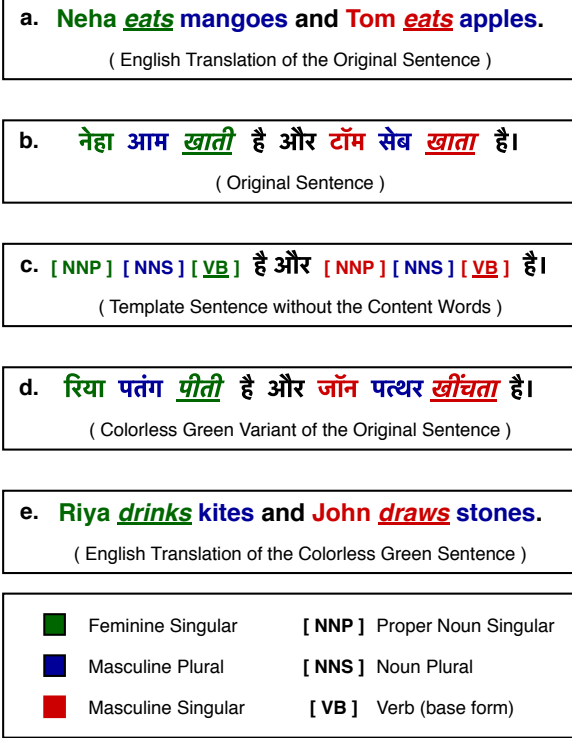 a. Neha eats mangoes and Tom eats apples.
( English Translation of the Original Sentence )
b. नेहा आम खाती है और टॉम सेब खाता है।
( Original Sentence )
c. [ NNP ] [ NNS ] [ VB ] है और [ NNP ] [ NNS ] [ VB ] है।
( Template Sentence without the Content Words )
d. रिया पतंग पीती है और जॉन पत्थर खींचता है।
( Colorless Green Variant of the Original Sentence )
e. Riya drinks kites and John draws stones.
( English Translation of the Colorless Green Sentence )
Feminine Singular [ NNP ] Proper Noun Singular
Masculine Plural [ NNS ] Noun Plural
Masculine Singular [ VB ] Verb (base form)